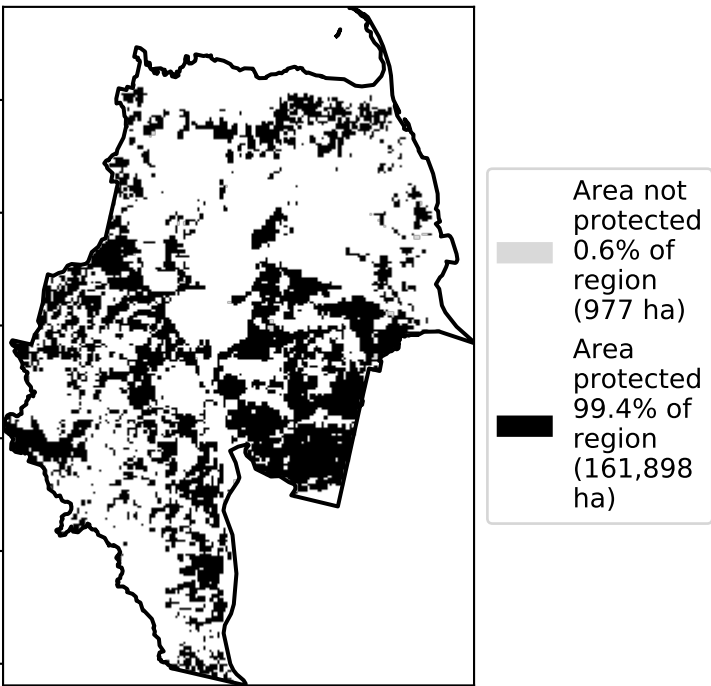 Area not
protected
0.6% of
region
(977 ha)
Area
protected
99.4% of
region
(161,898
ha)